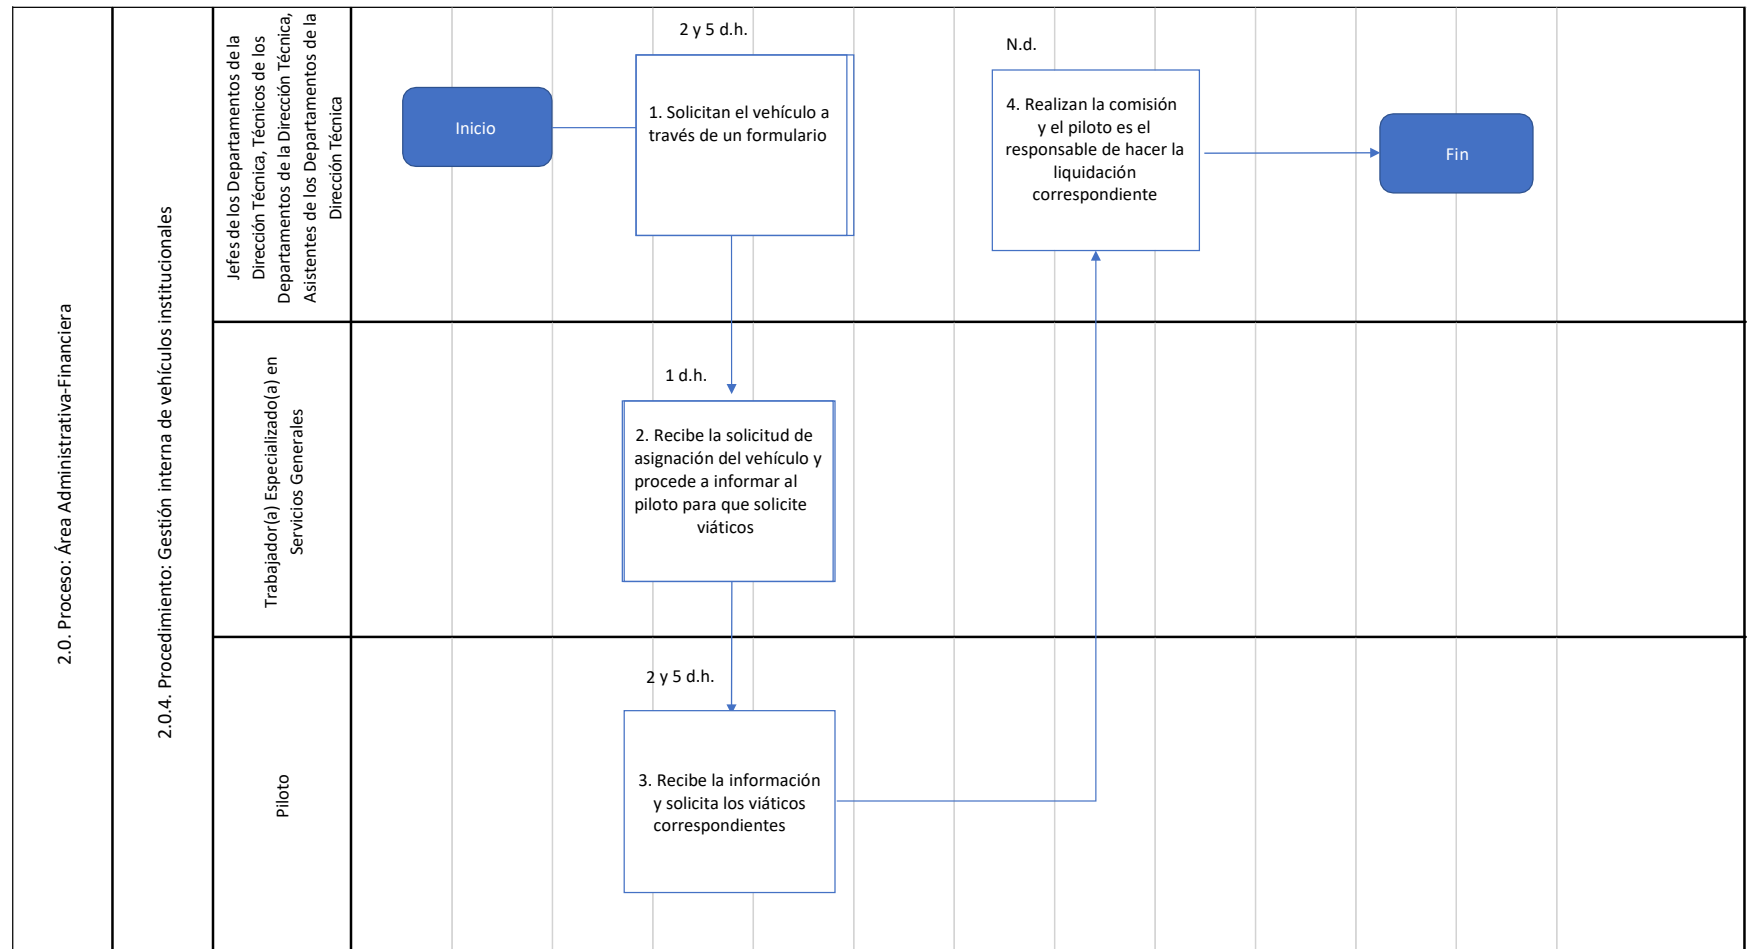 2.0. Proceso: Área Administrativa-Financiera
2.0.4. Procedimiento: Gestión interna de vehículos institucionales
Jefes de los Departamentos de la
Dirección Técnica, Técnicos de los
Departamentos de la Dirección Técnica,
Asistentes de los Departamentos de la
Dirección Técnica
Inicio
2 y 5 d.h.
1. Solicitan el vehículo a
través de un formulario
N.d.
4. Realizan la comisión
y el piloto es el
responsable de hacer la
liquidación
correspondiente
Fin
Trabajador(a) Especializado(a) en
Servicios Generales
1 d.h.
2. Recibe la solicitud de
asignación del vehículo y
procede a informar al
piloto para que solicite
viáticos
Piloto
2 y 5 d.h.
3. Recibe la información
y solicita los viáticos
correspondientes